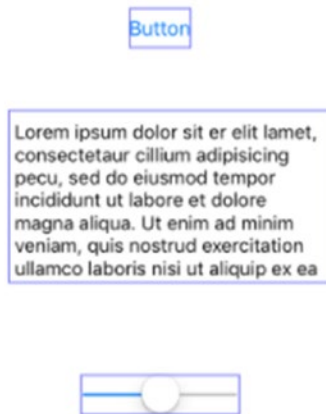 Button
Lorem ipsum dolor sit er elit lamet,
consectetaur cillium adipisicing
pecu, sed do eiusmod tempor
incididunt ut labore et dolore
magna aliqua. Ut enim ad minim
veniam, quis nostrud exercitation
ullamco laboris nisi ut aliquip ex ea